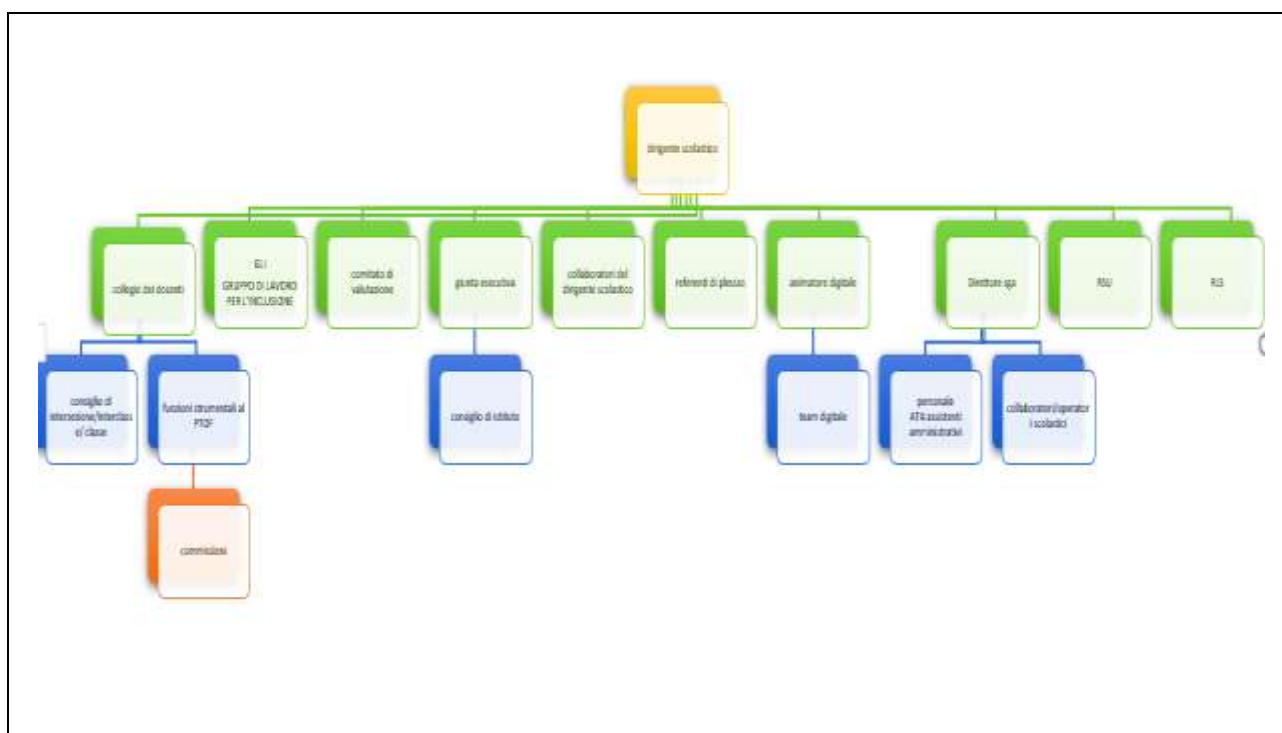 dirigente scolastico
collegio dei docenti
GLI
GRUPPO DI LAVORO
PER L'INCLUSIONE
comitato di
valutazione
giunta esecutiva
collaboratori del
dirigente scolastico
referenti di plesso
animatore digitale
Direttore sga
RSU
RLS
consiglio di
intersezione/interclass
e/ classe
funzioni strumentali al
PTOF
consiglio di istituto
team digitale
personale
ATA assistenti
amministrativi
collaboratori/operator
i scolastici
commissioni